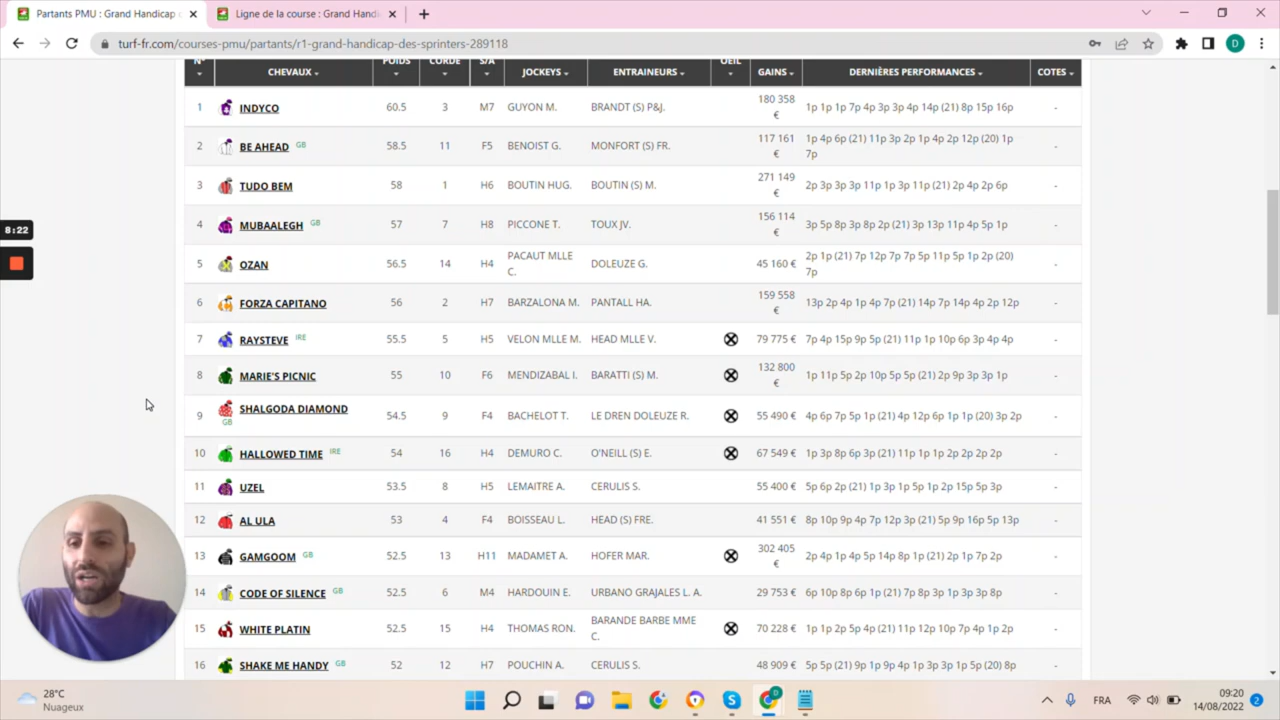 Partants PMU : Grand Handicap
Ligne de la course : Grand Handi
turf-fr.com/courses-pmu/partants/r1-grand-handicap-des-sprinters-289118
D
N° CHEVAUX POIDS CORDE S/A JOCKEYS ENTRAINEURS OEIL GAINS DERNIÈRES PERFORMANCES COTES
1 INDYCO 60.5 3 M7 GUYON M. BRANDT (S) P&J. 180 358 € 1p 1p 1p 7p 4p 3p 3p 4p 14p (21) 8p 15p 16p -
2 BE AHEAD GB 58.5 11 F5 BENOIST G. MONFORT (S) FR. 117 161 € 1p 4p 6p (21) 11p 3p 2p 1p 4p 2p 12p (20) 1p 7p -
3 TUDO BEM 58 1 H6 BOUTIN HUG. BOUTIN (S) M. 271 149 € 2p 3p 3p 3p 11p 1p 3p 11p (21) 2p 4p 2p 6p -
4 MUBAALEGH GB 57 7 H8 PICCONE T. TOUX JV. 156 114 € 3p 5p 8p 3p 8p 2p (21) 3p 13p 11p 4p 5p 1p -
5 OZAN 56.5 14 H4 PACAUT MLLE C. DOLEUZE G. 45 160 € 2p 1p (21) 7p 12p 7p 7p 5p 11p 5p 1p 2p (20) 7p -
6 FORZA CAPITANO 56 2 H7 BARZALONA M. PANTALL HA. 159 558 € 13p 2p 4p 1p 4p 7p (21) 14p 7p 14p 4p 2p 12p -
7 RAYSTEVE IRE 55.5 5 H5 VELON MLLE M. HEAD MLLE V. 79 775 € 7p 4p 15p 9p 5p (21) 11p 1p 10p 6p 3p 4p 4p -
8 MARIE'S PICNIC 55 10 F6 MENDIZABAL I. BARATTI (S) M. 132 800 € 1p 11p 5p 2p 10p 5p 5p (21) 2p 9p 3p 3p 1p -
9 SHALGODA DIAMOND GB 54.5 9 F4 BACHELOT T. LE DREN DOLEUZE R. 55 490 € 4p 6p 7p 5p 1p (21) 4p 12p 6p 1p 1p (20) 3p 2p -
10 HALLOWED TIME IRE 54 16 H4 DEMURO C. O'NEILL (S) E. 67 549 € 1p 3p 8p 6p 3p (21) 11p 1p 1p 2p 2p 2p 2p -
11 UZEL 53.5 8 H5 LEMAITRE A. CERULIS S. 55 400 € 5p 6p 2p (21) 1p 3p 1p 5p 1p 2p 15p 5p 3p -
12 AL ULA 53 4 F4 BOISSEAU L. HEAD (S) FRE. 41 551 € 8p 10p 9p 4p 7p 12p 3p (21) 5p 9p 16p 5p 13p -
13 GAMGOOM GB 52.5 13 H11 MADAMET A. HOFER MAR. 302 405 € 2p 4p 1p 4p 5p 14p 8p 1p (21) 2p 1p 7p 2p -
14 CODE OF SILENCE GB 52.5 6 M4 HARDOUIN E. URBANO GRAJALES L. A. 29 753 € 6p 10p 8p 6p 1p (21) 7p 8p 3p 1p 3p 3p 8p -
15 WHITE PLATIN 52.5 15 H4 THOMAS RON. BARANDE BARBE MME C. 70 228 € 1p 1p 2p 5p 4p (21) 11p 12p 10p 7p 4p 1p 2p -
16 SHAKE ME HANDY GB 52 12 H7 POUCHIN A. CERULIS S. 48 909 € 5p 5p (21) 9p 1p 9p 4p 1p 3p 3p 1p 5p (20) 8p -
8:22
28°C
Nuageux
FRA
09:20
14/08/2022
2